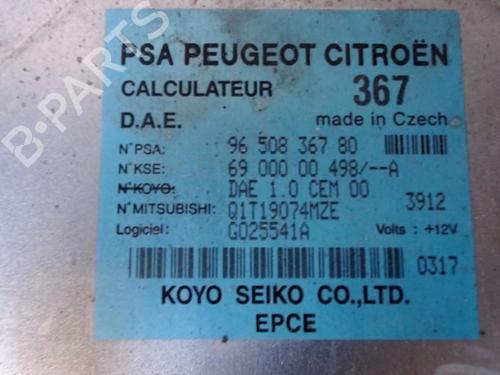 PSA PEUGEOT CITROËN
CALCULATEUR 367
D.A.E. made in Czech
N°PSA: 96 508 367 80
N°KSE: 69 000 00 498/--A
N°KOYO: DAE 1.0 CEM 00
N°MITSUBISHI: Q1T19074MZE 3912
Logiciel: G025541A Volts : +12V
0317
KOYO SEIKO CO.,LTD.
EPCE
B-PARTS